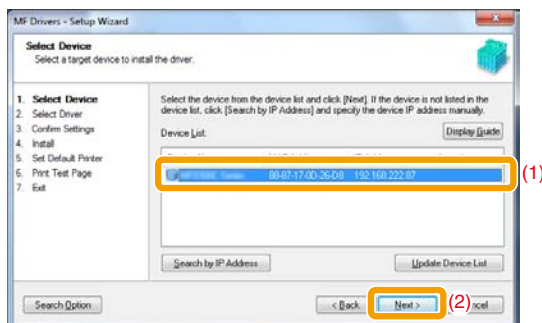 MF Drivers - Setup Wizard
Select Device
Select a target device to install the driver.
1. Select Device
2. Select Driver
3. Confirm Settings
4. Install
5. Set Default Printer
6. Print Test Page
7. Exit
Select the device from the device list and click [Next]. If the device is not listed in the
device list, click [Search by IP Address] and specify the device IP address manually.
Device List:
Display Guide
88-87-17-0D-26-D8 192.168.222.87
(1)
Search by IP Address
Update Device List
Search Option
< Back
Next >
(2)